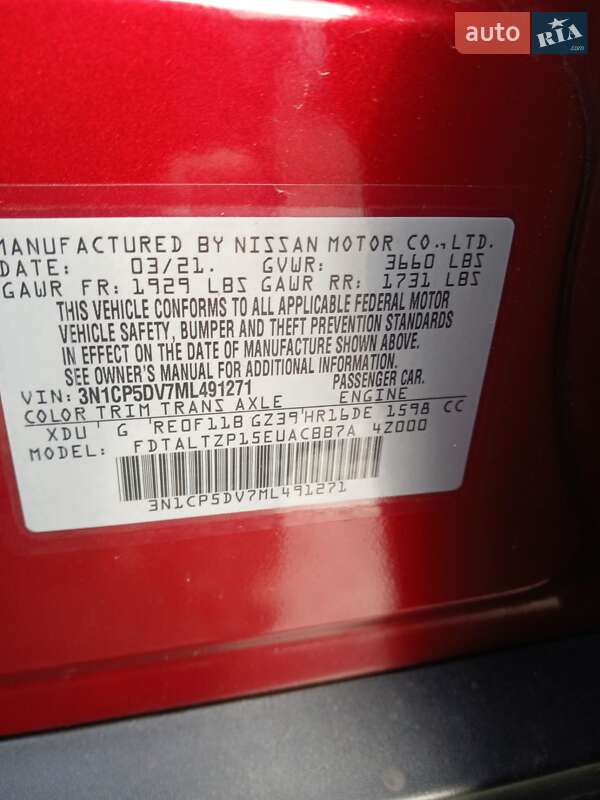 auto RIA.com
MANUFACTURED BY NISSAN MOTOR CO., LTD.
DATE: 03/21. GVWR: 3660 LBS
GAWR FR: 1929 LBS GAWR RR: 1731 LBS
THIS VEHICLE CONFORMS TO ALL APPLICABLE FEDERAL MOTOR
VEHICLE SAFETY, BUMPER AND THEFT PREVENTION STANDARDS
IN EFFECT ON THE DATE OF MANUFACTURE SHOWN ABOVE.
SEE OWNER'S MANUAL FOR ADDITIONAL INFORMATION.
VIN: 3N1CP5DV7ML491271 PASSENGER CAR.
COLOR TRIM TRANS AXLE ENGINE
XDU ' G 'RE0F11B GZ39'HR16DE 1598 CC
MODEL: FDTALTZP15EUACBB7A 4Z000
3N1CP5DV7ML491271